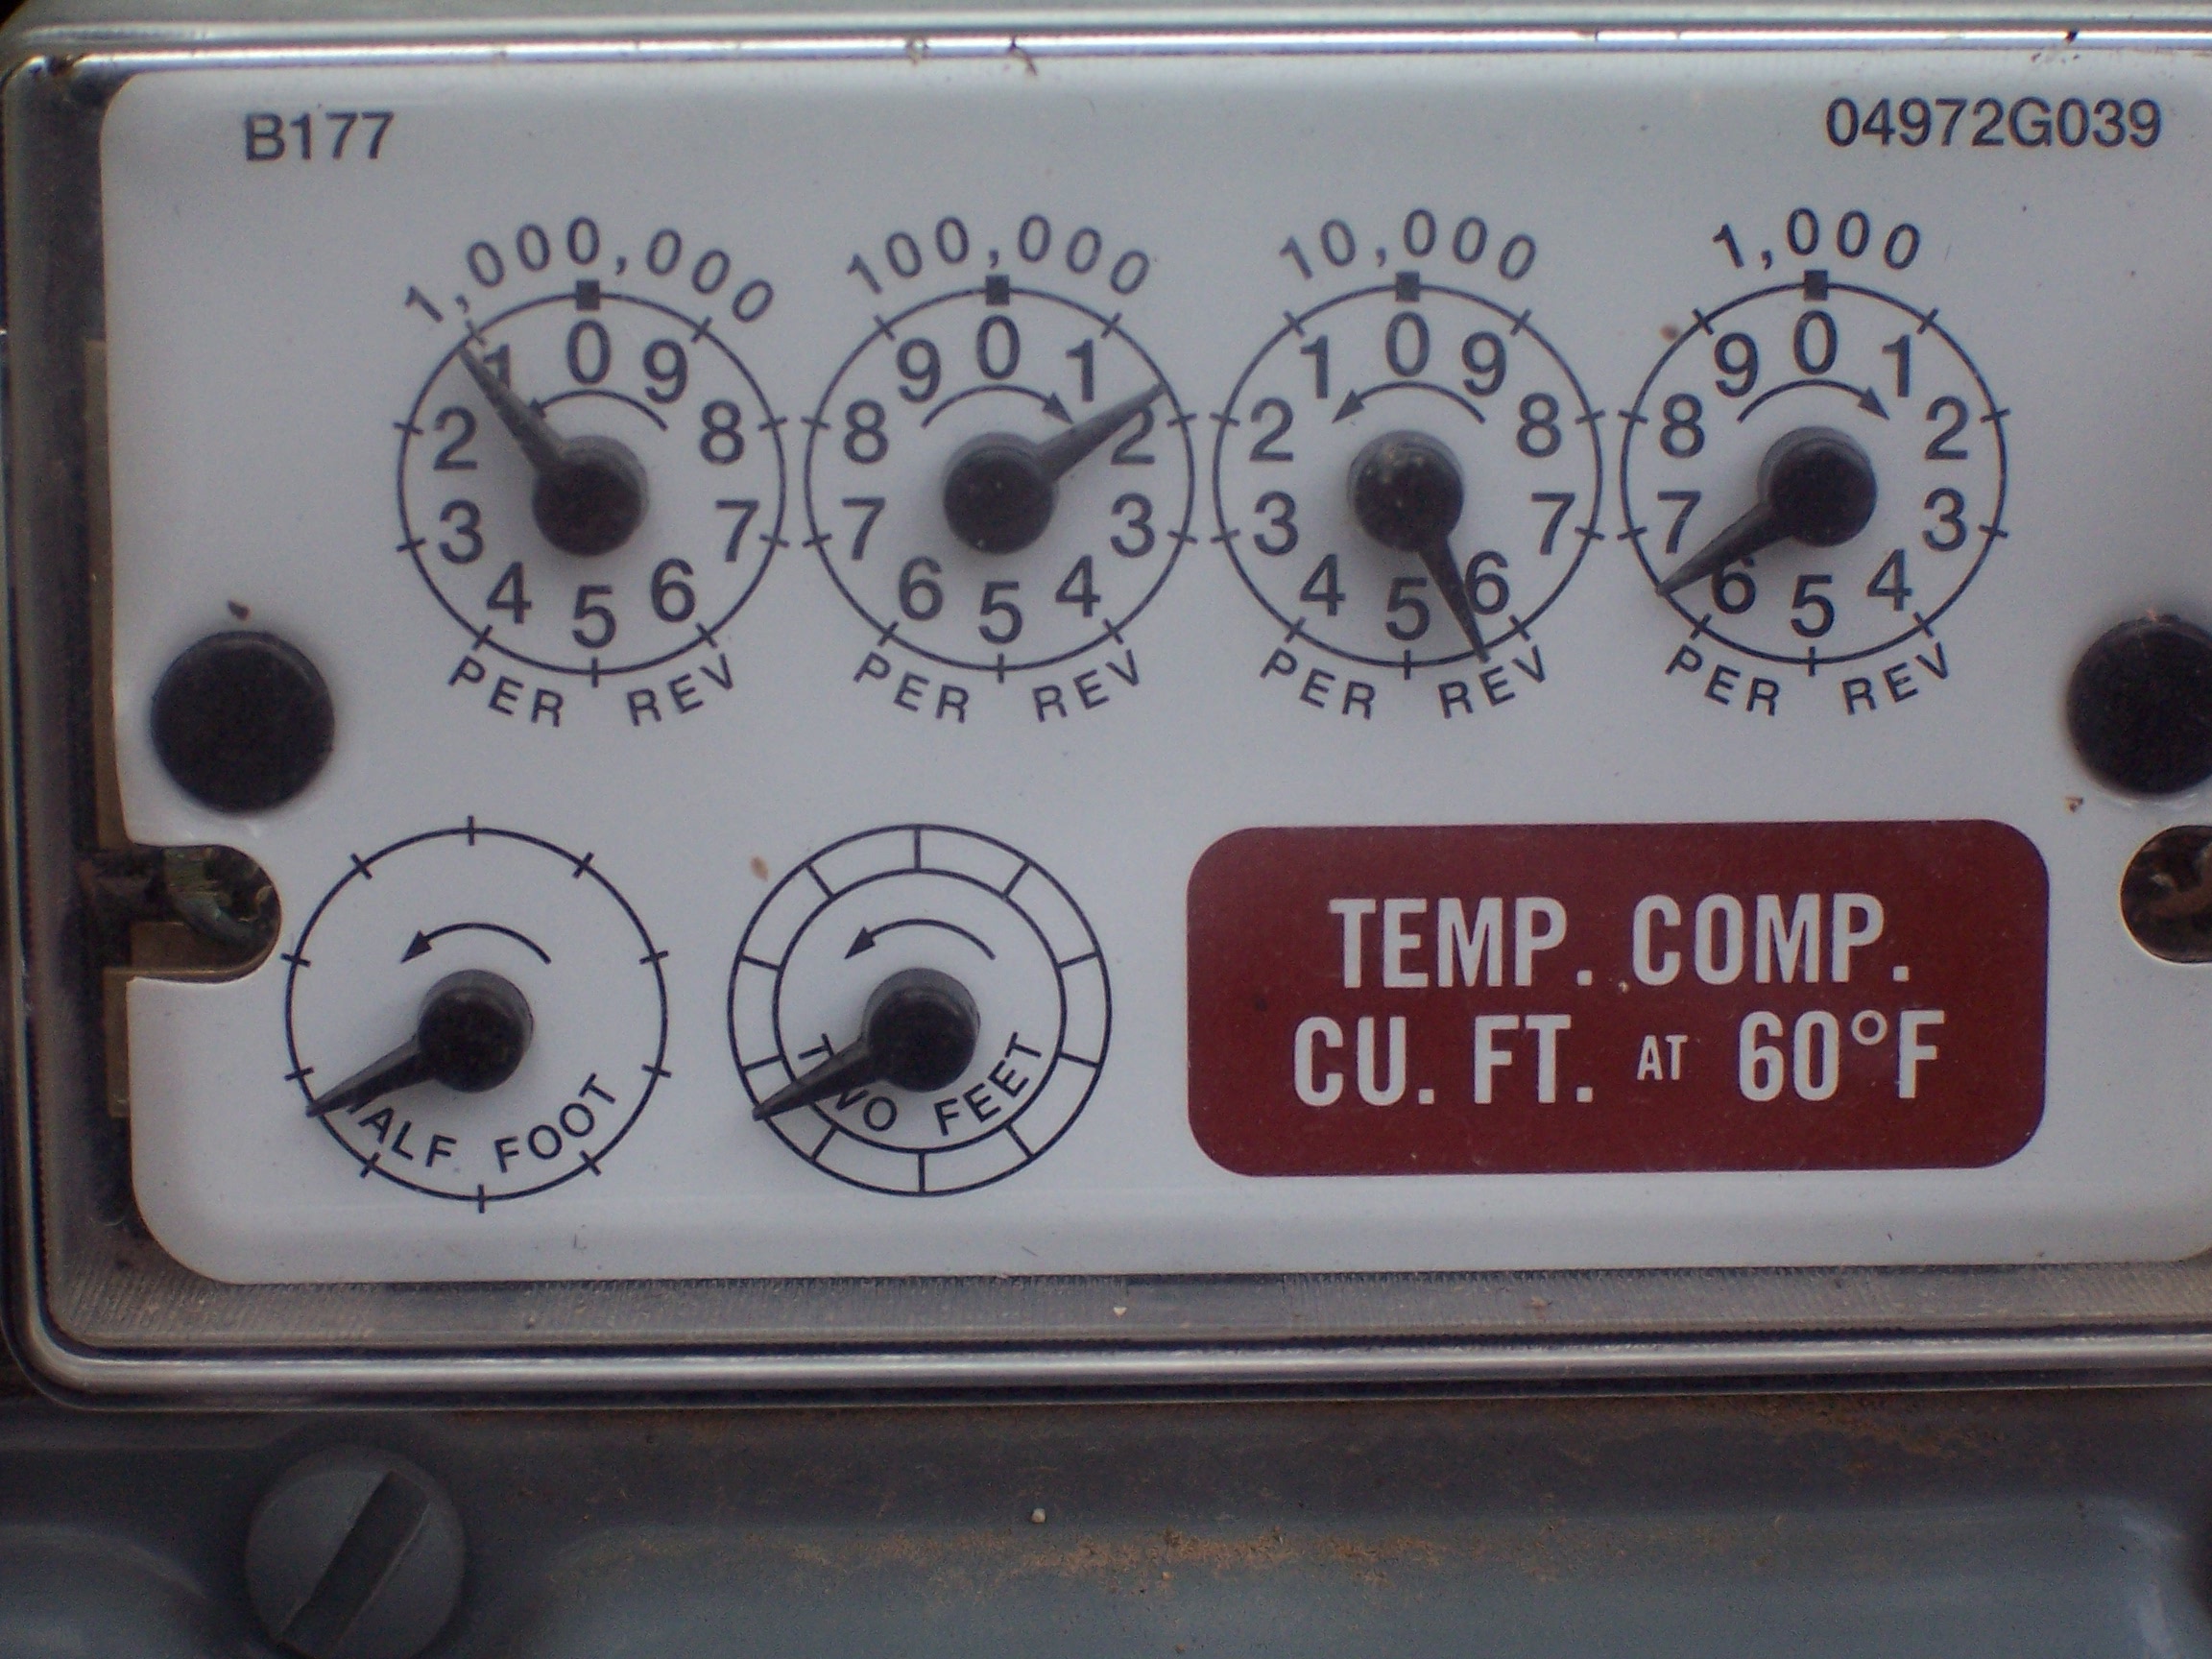 B177 04972G039
1,000,000 100,000 10,000 1,000
0 9 8 7 6 5 4 3 2 1
0 1 2 3 4 5 6 7 8 9
0 9 8 7 6 5 4 3 2 1
0 1 2 3 4 5 6 7 8 9
PER REV PER REV PER REV PER REV
HALF FOOT TWO FEET
TEMP. COMP.
CU. FT. AT 60°F